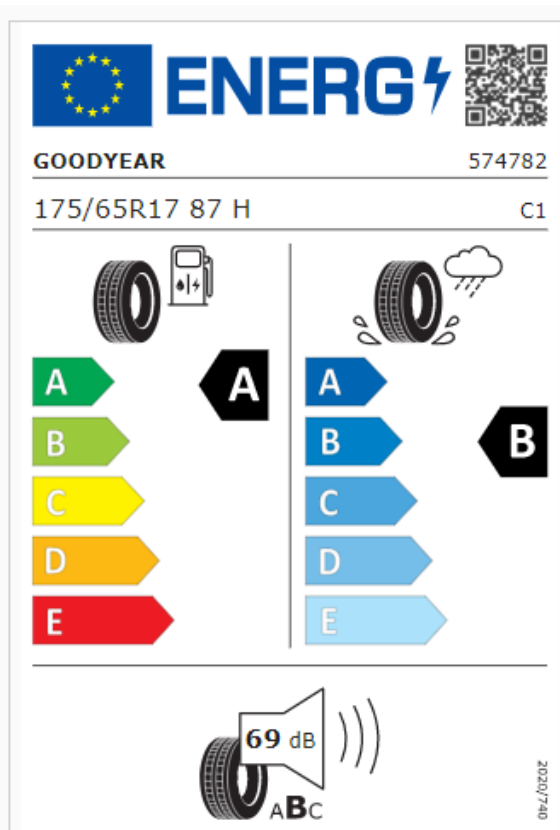 ENERG
GOODYEAR 574782
175/65R17 87 H C1
A A A
B B B
C C
D D
E E
69 dB
ABC
2020/740